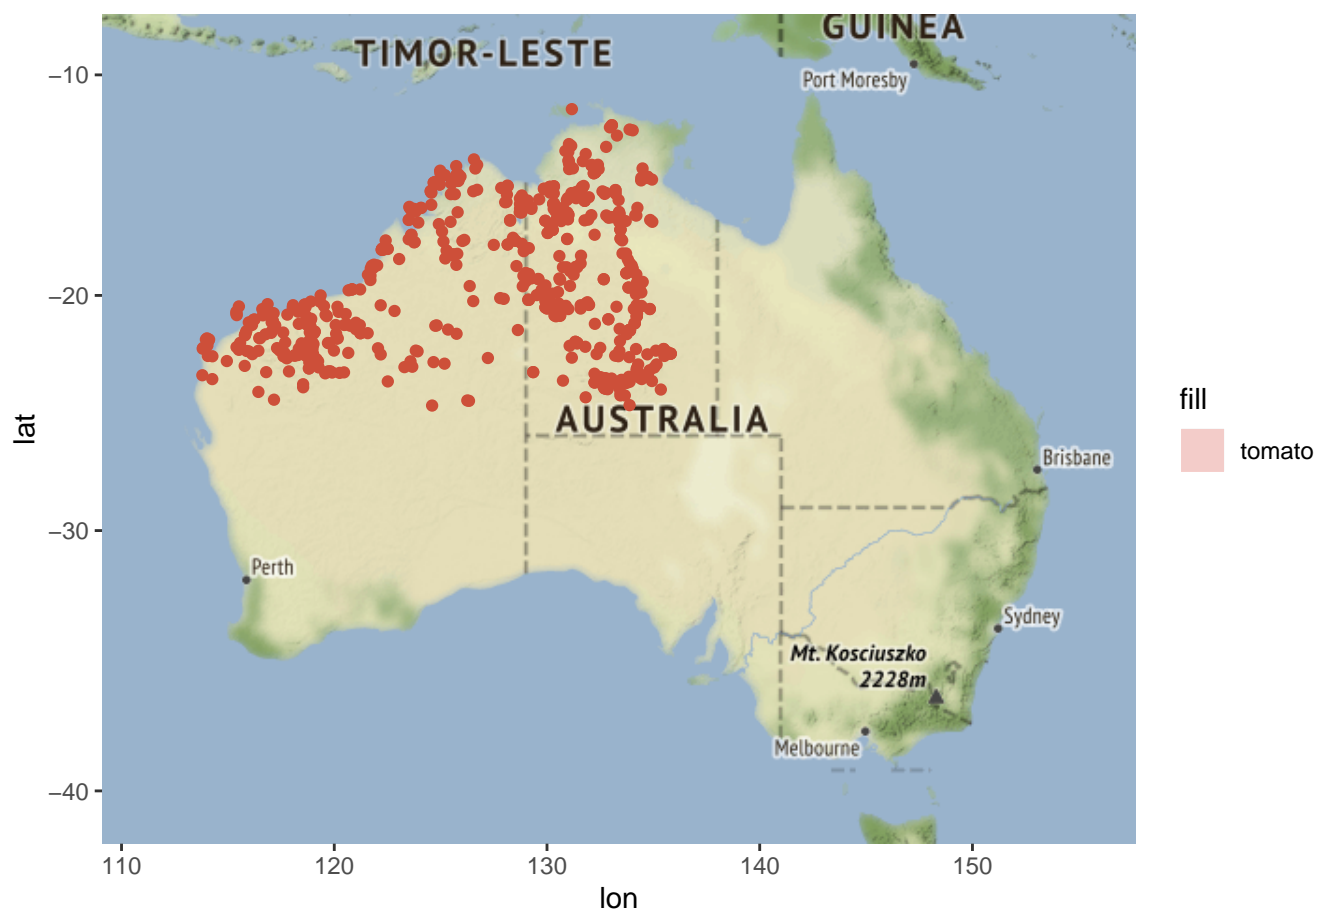 GUINEA
TIMOR-LESTE
Port Moresby
−10
−20
AUSTRALIA
fill
tomato
lat
Brisbane
−30
Perth
Sydney
Mt. Kosciuszko
2228m
Melbourne
−40
110
120
130
140
150
lon